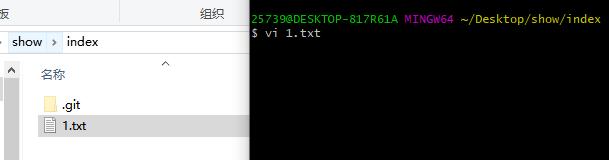 板
组织
show › index
名称
.git
1.txt
25739@DESKTOP-817R61A MINGW64 ~/Desktop/show/index
$ vi 1.txt